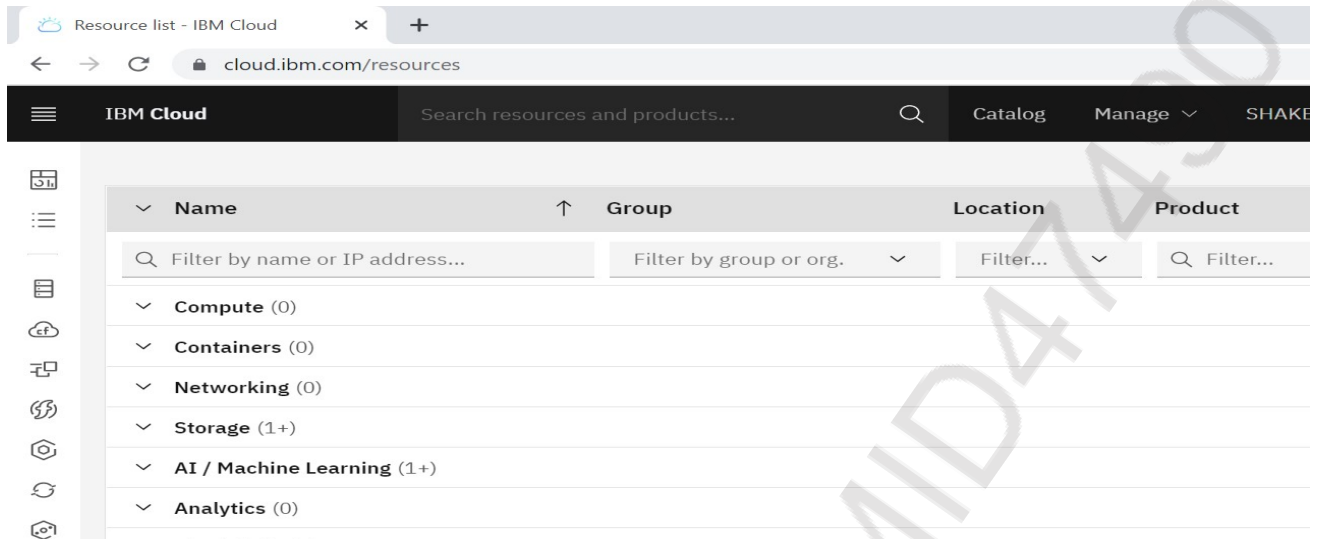 Resource list - IBM Cloud
cloud.ibm.com/resources
IBM Cloud Search resources and products... Catalog Manage SHAKE
Name Group Location Product
Filter by name or IP address... Filter by group or org. Filter... Filter...
Compute (0)
Containers (0)
Networking (0)
Storage (1+)
AI / Machine Learning (1+)
Analytics (0)
MID47490